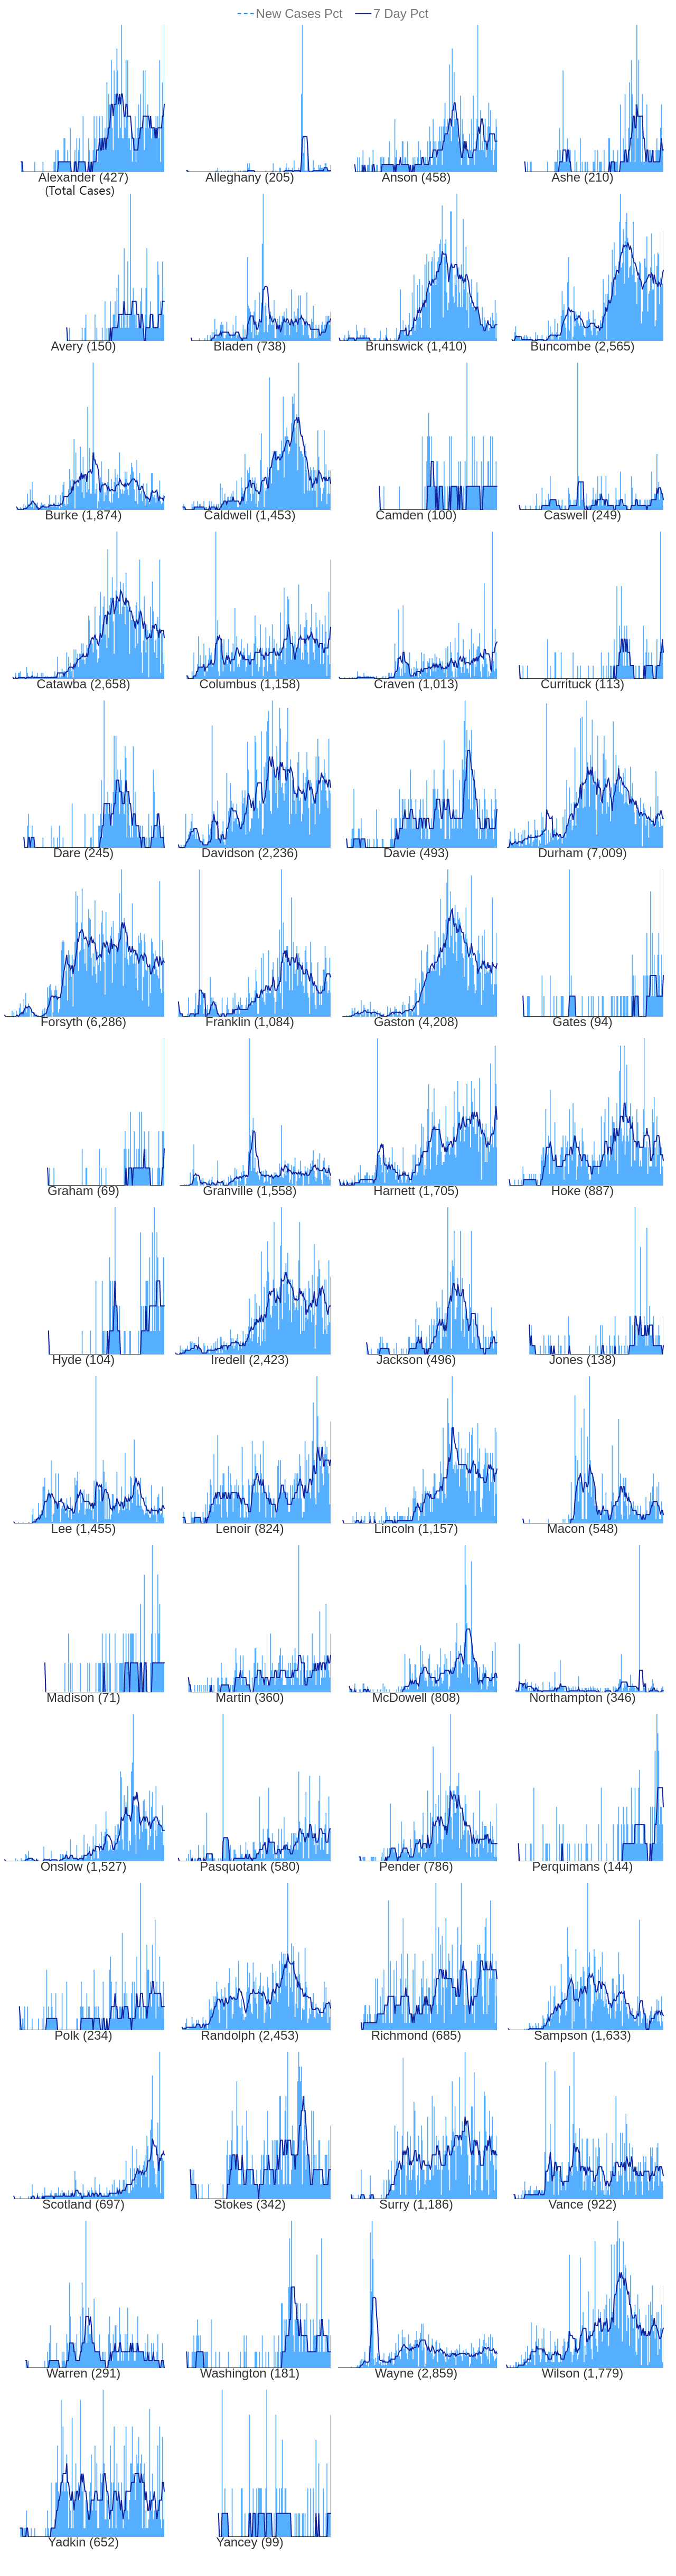 New Cases Pct 7 Day Pct
Alexander (427) Alleghany (205) Anson (458) Ashe (210)
(Total Cases)
Avery (150) Bladen (738) Brunswick (1,410) Buncombe (2,565)
Burke (1,874) Caldwell (1,453) Camden (100) Caswell (249)
Catawba (2,658) Columbus (1,158) Craven (1,013) Currituck (113)
Dare (245) Davidson (2,236) Davie (493) Durham (7,009)
Forsyth (6,286) Franklin (1,084) Gaston (4,208) Gates (94)
Graham (69) Granville (1,558) Harnett (1,705) Hoke (887)
Hyde (104) Iredell (2,423) Jackson (496) Jones (138)
Lee (1,455) Lenoir (824) Lincoln (1,157) Macon (548)
Madison (71) Martin (360) McDowell (808) Northampton (346)
Onslow (1,527) Pasquotank (580) Pender (786) Perquimans (144)
Polk (234) Randolph (2,453) Richmond (685) Sampson (1,633)
Scotland (697) Stokes (342) Surry (1,186) Vance (922)
Warren (291) Washington (181) Wayne (2,859) Wilson (1,779)
Yadkin (652) Yancey (99)